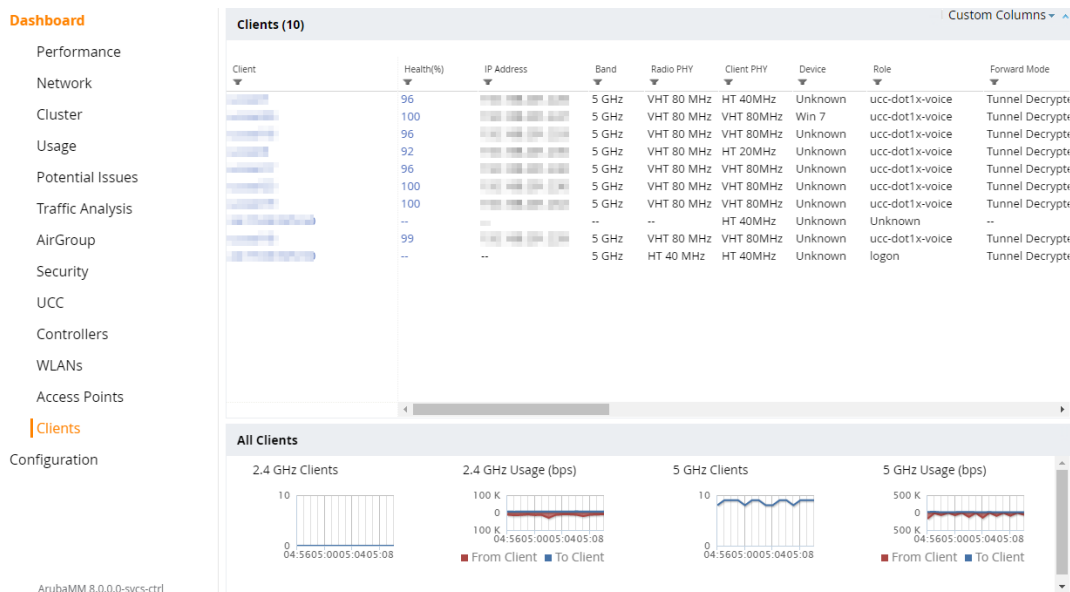 Dashboard
Performance
Network
Cluster
Usage
Potential Issues
Traffic Analysis
AirGroup
Security
UCC
Controllers
WLANs
Access Points
Clients
Configuration
ArubaMM 8.0.0.0-svcs-ctrl
Clients (10)
Custom Columns
Client Health(%) IP Address Band Radio PHY Client PHY Device Role Forward Mode
96 5 GHz VHT 80 MHz HT 40MHz Unknown ucc-dot1x-voice Tunnel Decrypte
100 5 GHz VHT 80 MHz VHT 80MHz Win 7 ucc-dot1x-voice Tunnel Decrypte
96 5 GHz VHT 80 MHz VHT 80MHz Unknown ucc-dot1x-voice Tunnel Decrypte
92 5 GHz VHT 80 MHz HT 20MHz Unknown ucc-dot1x-voice Tunnel Decrypte
96 5 GHz VHT 80 MHz VHT 80MHz Unknown ucc-dot1x-voice Tunnel Decrypte
100 5 GHz VHT 80 MHz VHT 80MHz Unknown ucc-dot1x-voice Tunnel Decrypte
100 5 GHz VHT 80 MHz VHT 80MHz Unknown ucc-dot1x-voice Tunnel Decrypte
-- -- -- HT 40MHz Unknown Unknown --
99 5 GHz VHT 80 MHz VHT 80MHz Unknown ucc-dot1x-voice Tunnel Decrypte
-- -- 5 GHz HT 40 MHz HT 40MHz Unknown logon Tunnel Decrypte
All Clients
2.4 GHz Clients
10
0
04:5605:0005:0405:08
2.4 GHz Usage (bps)
100 K
0
100 K
04:5605:0005:0405:08
From Client To Client
5 GHz Clients
10
0
04:5605:0005:0405:08
5 GHz Usage (bps)
500 K
0
500 K
04:5605:0005:0405:08
From Client To Client